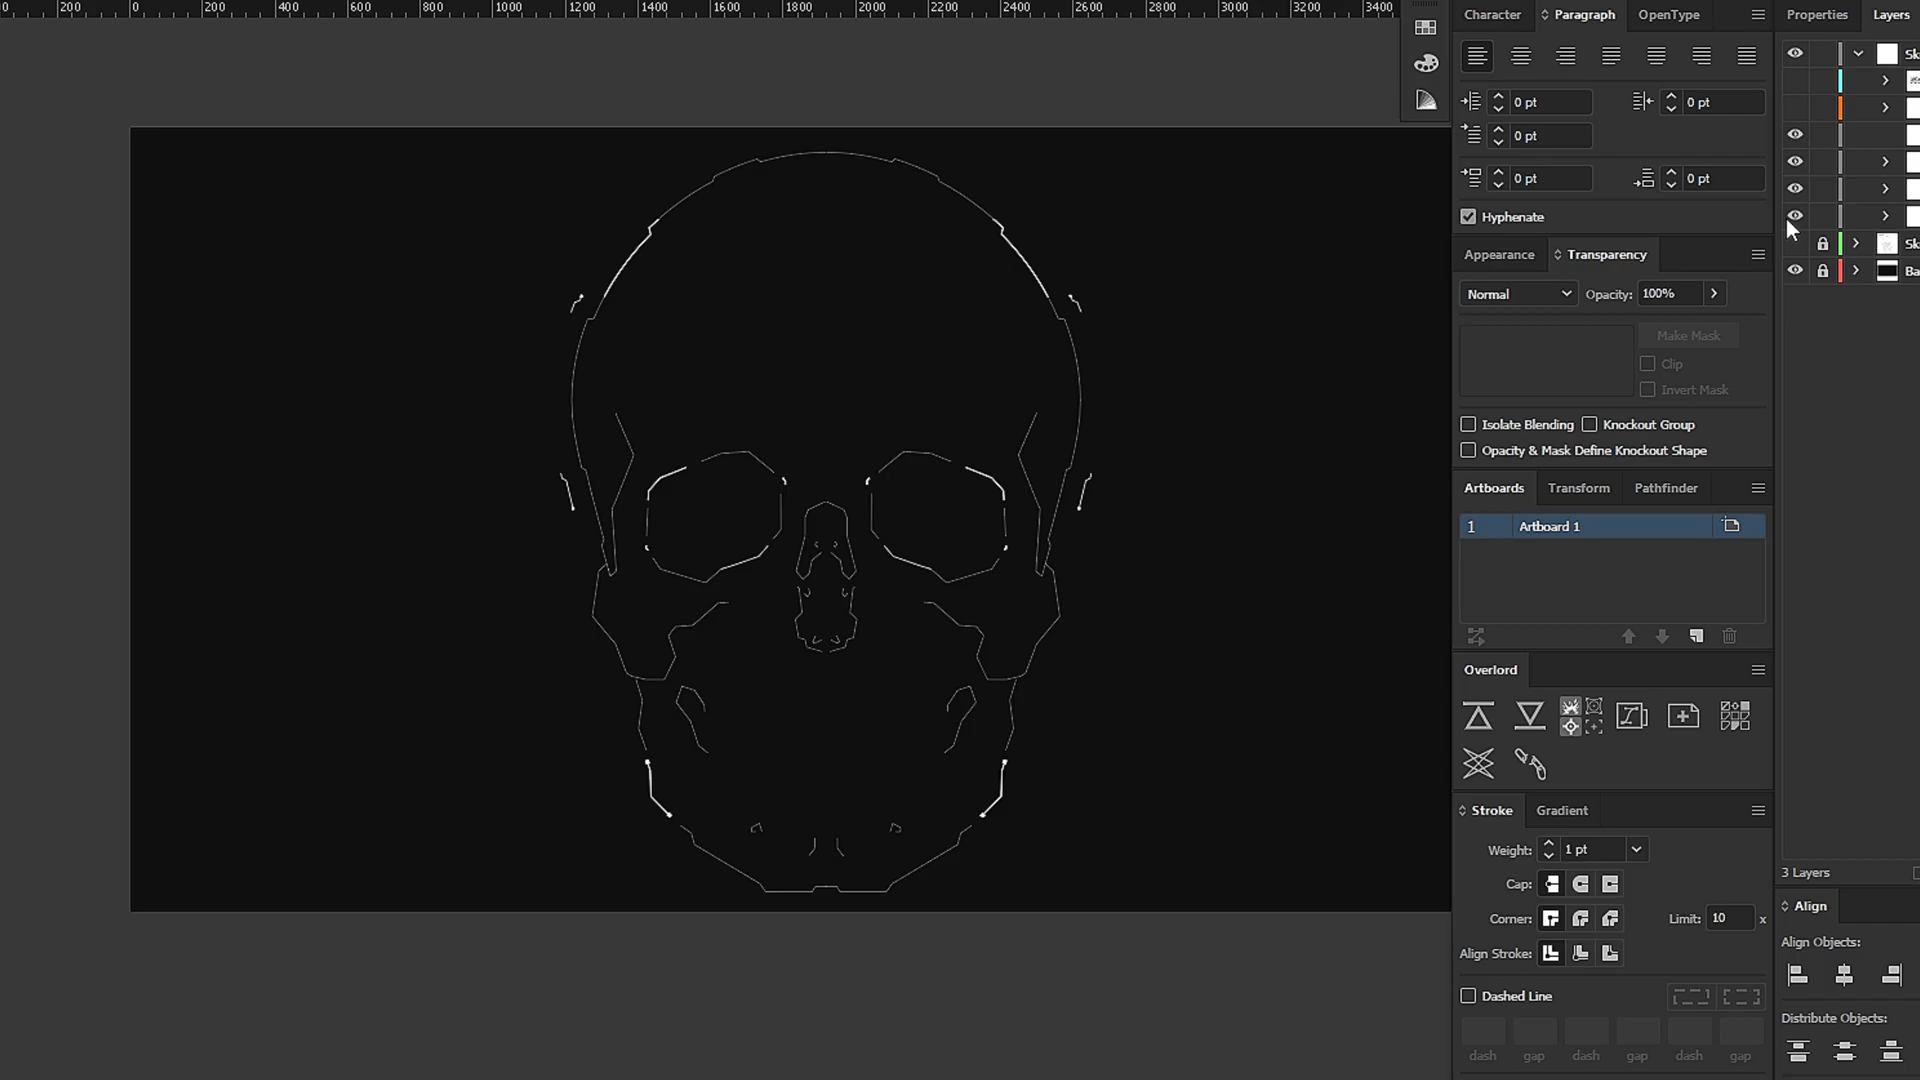 0 200 0 200 400 600 800 1000 1200 1400 1600 1800 2000 2200 2400 2600 2800 3000 3200 3400
Character Paragraph OpenType
Properties Layers
0 pt 0 pt
0 pt
0 pt 0 pt
Hyphenate
Sk
Sk
Ba
Appearance Transparency
Normal Opacity: 100%
Make Mask
Clip
Invert Mask
Isolate Blending Knockout Group
Opacity & Mask Define Knockout Shape
Artboards Transform Pathfinder
1 Artboard 1
Overlord
Stroke Gradient
Weight: 1 pt
Cap:
Corner: Limit: 10 x
Align Stroke:
Dashed Line
dash gap dash gap dash gap
3 Layers
Align
Align Objects:
Distribute Objects: